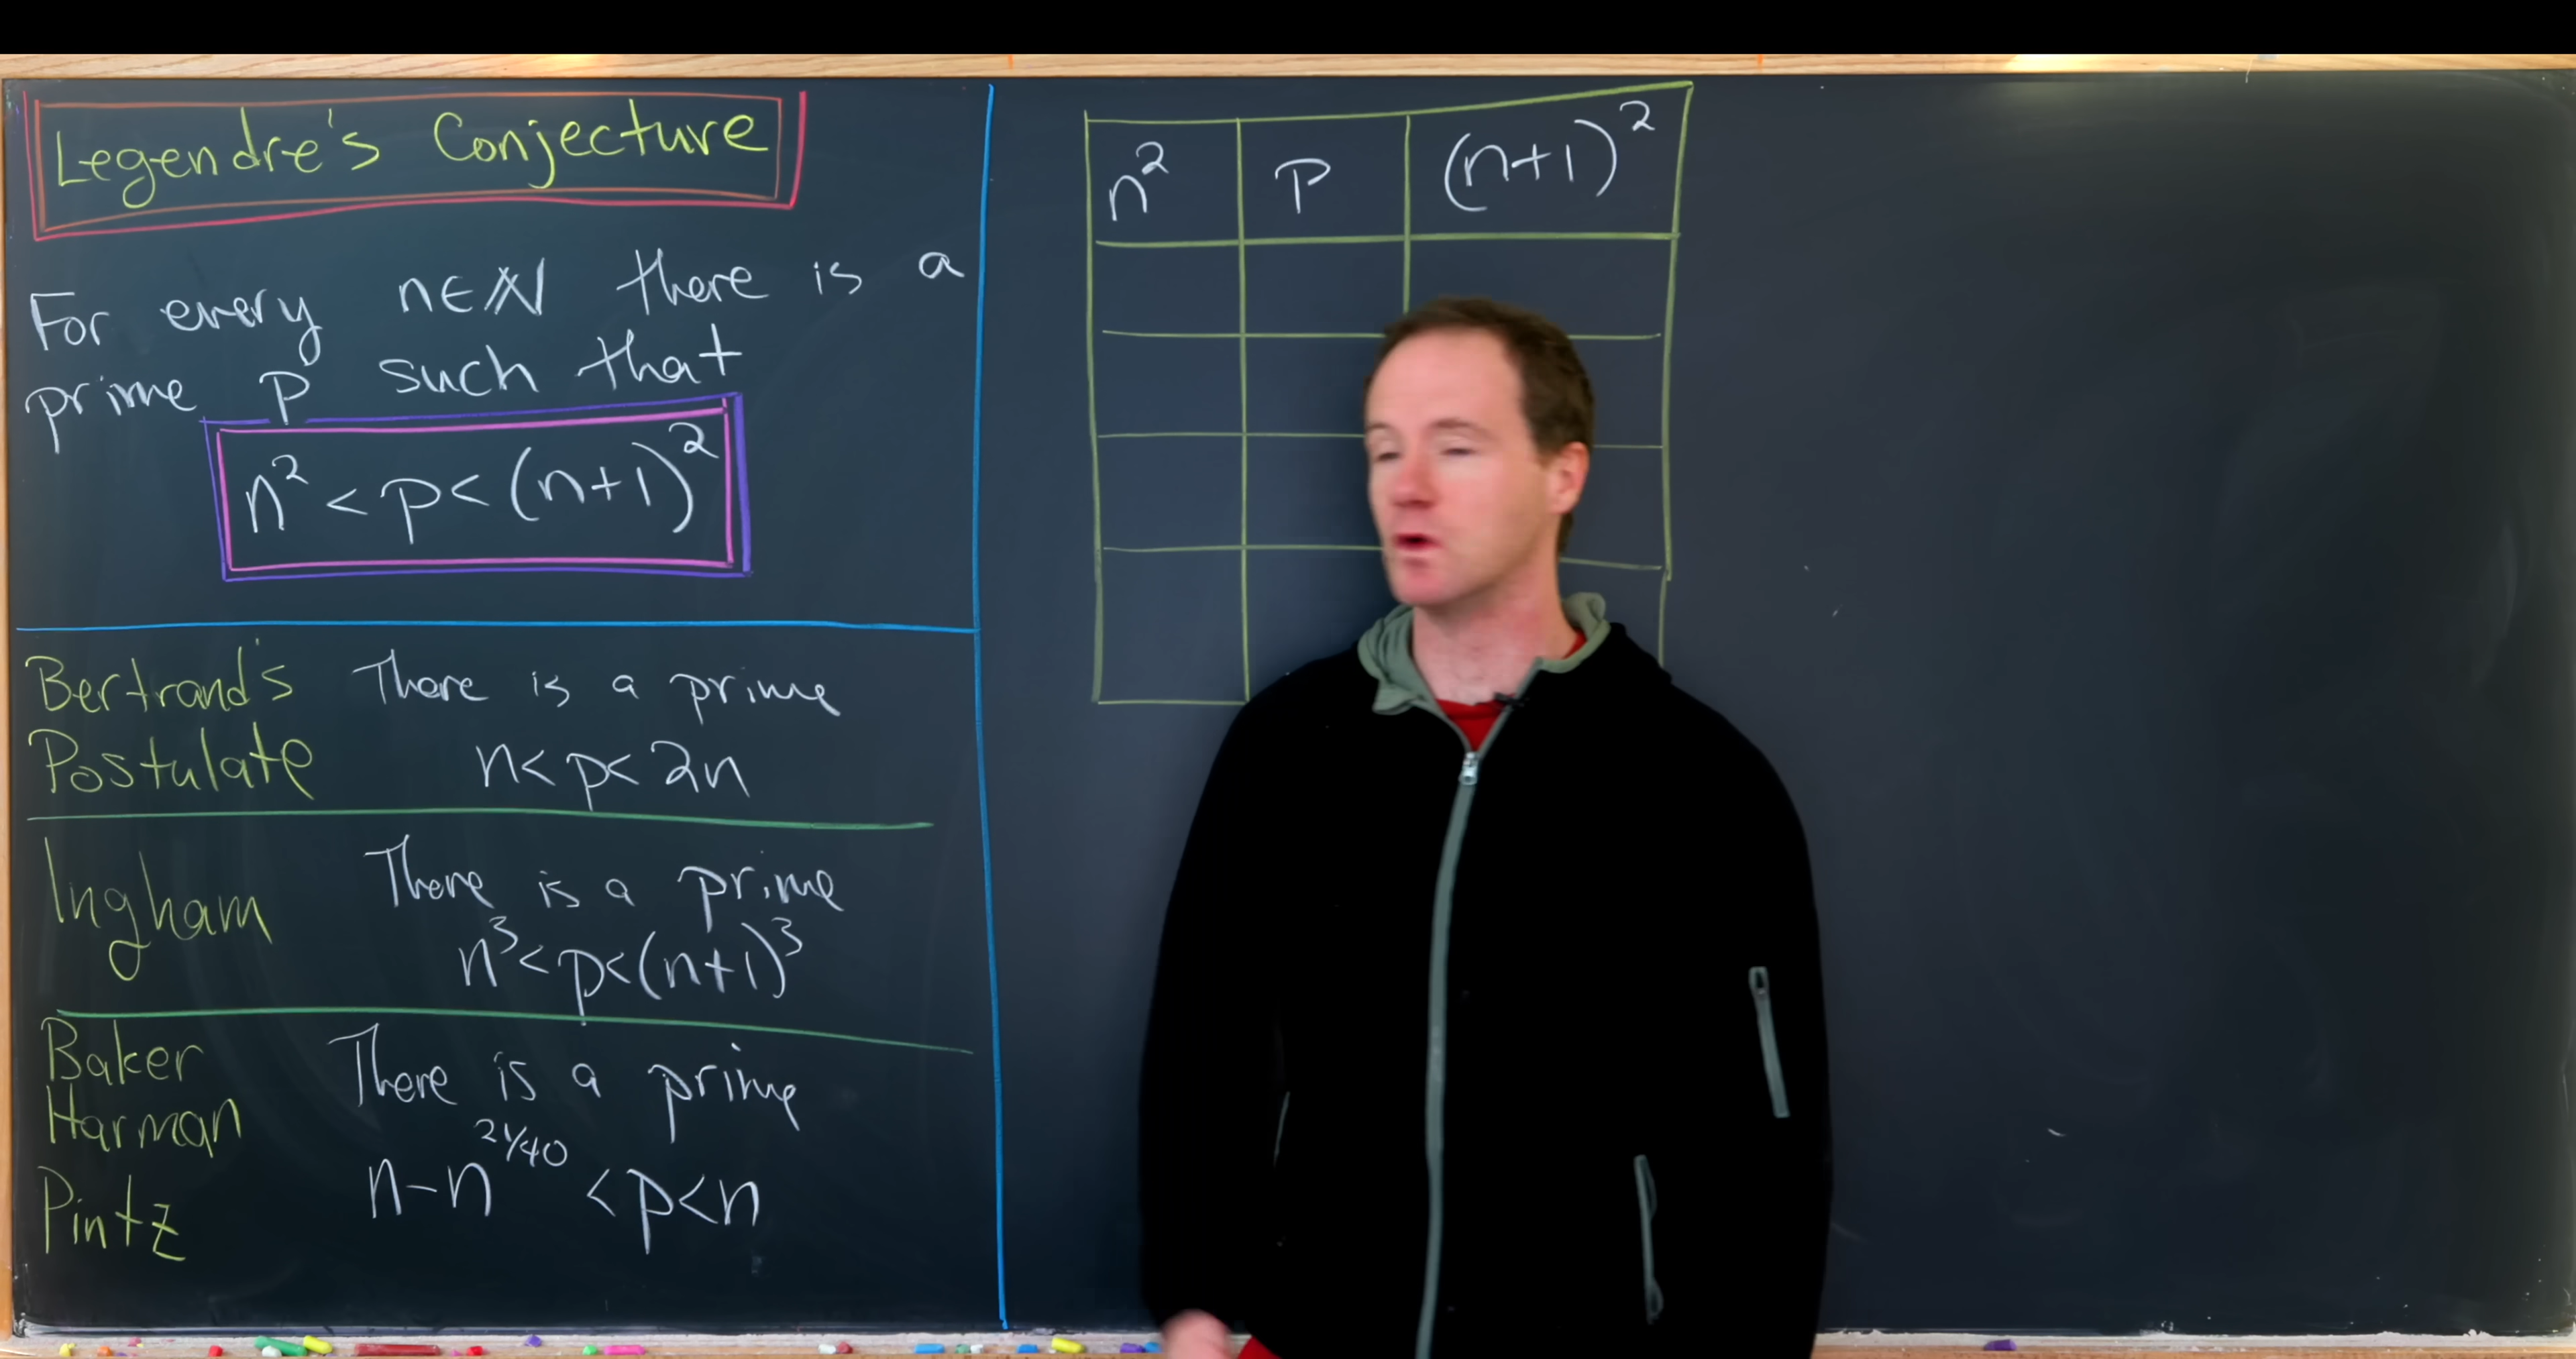 Legendre's Conjecture
For every n∈ℕ there is a
prime p such that
n² < p < (n+1)²
Bertrand's There is a prime
Postulate n < p < 2n
Ingham There is a prime
n³ < p < (n+1)³
Baker There is a prime
Harman
Pintz n-n^21/40 < p < n
n² p (n+1)²